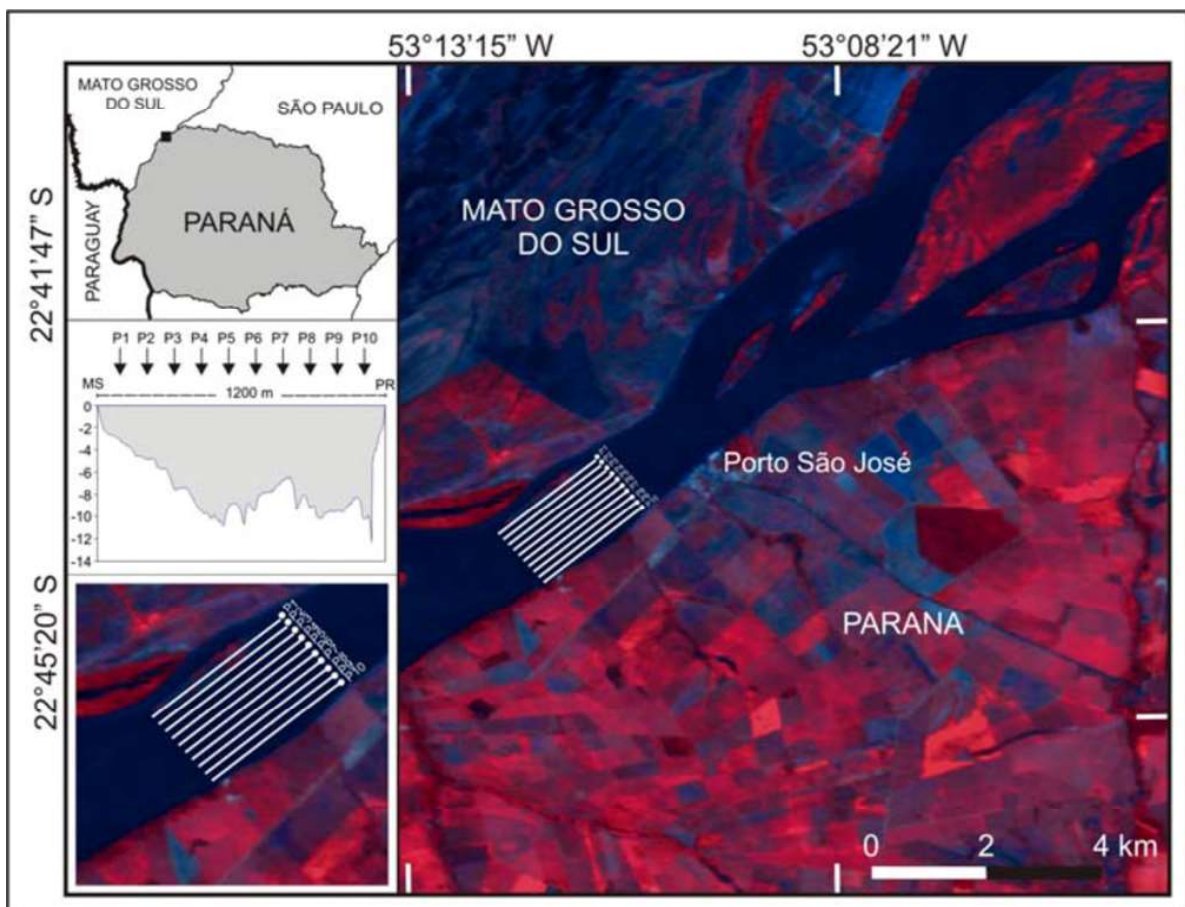 53°13'15” W
53°08'21” W
MATO GROSSO
DO SUL
SÃO PAULO
PARANÁ
PARAGUAY
22°41'47” S
22°45'20” S
P1 P2 P3 P4 P5 P6 P7 P8 P9 P10
MS
PR
1200 m
0
-2
-4
-6
-8
-10
-12
-14
MATO GROSSO
DO SUL
Porto São José
PARANA
0 2 4 km